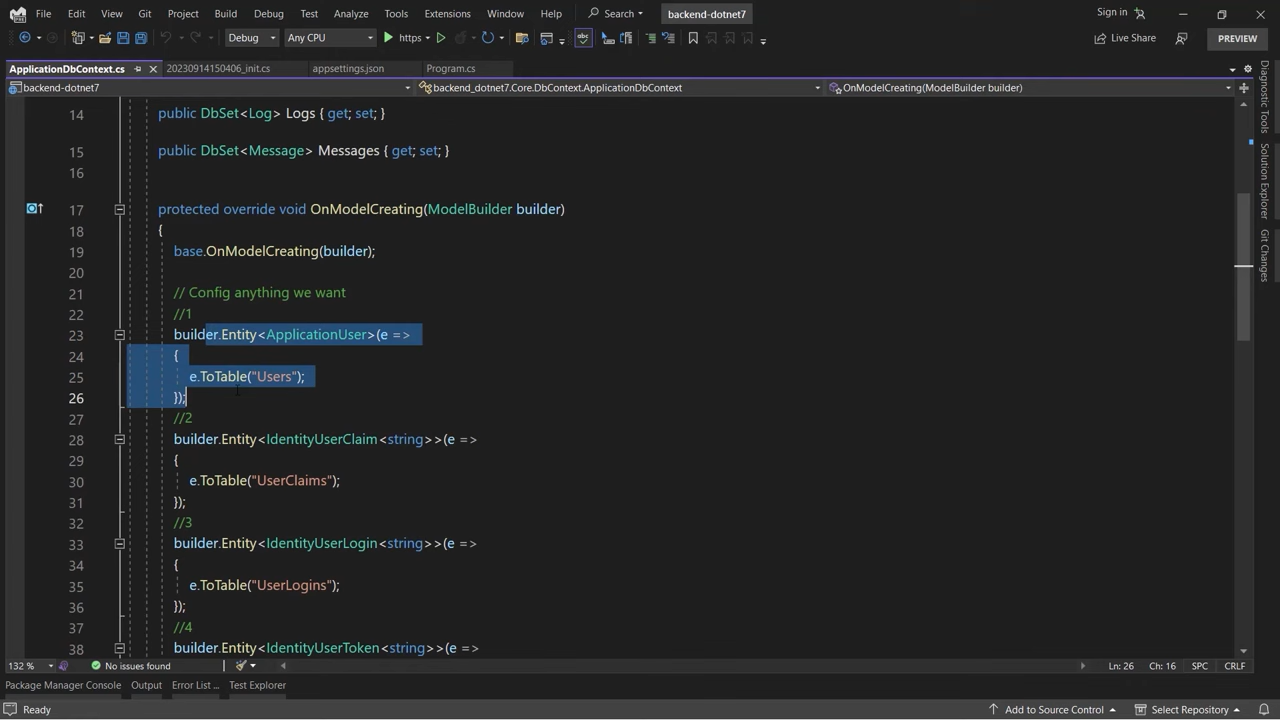 File Edit View Git Project Build Debug Test Analyze Tools Extensions Window Help Search backend-dotnet7 Sign in
PRE
Debug Any CPU https abc Live Share PREVIEW
ApplicationDbContext.cs 20230914150406_init.cs appsettings.json Program.cs
backend-dotnet7 backend_dotnet7.Core.DbContext.ApplicationDbContext OnModelCreating(ModelBuilder builder)
14 public DbSet<Log> Logs { get; set; }
15 public DbSet<Message> Messages { get; set; }
16
17 protected override void OnModelCreating(ModelBuilder builder)
18 {
19 base.OnModelCreating(builder);
20
21 // Config anything we want
22 //1
23 builder.Entity<ApplicationUser>(e =>
24 {
25 e.ToTable("Users");
26 });
27 //2
28 builder.Entity<IdentityUserClaim<string>>(e =>
29 {
30 e.ToTable("UserClaims");
31 });
32 //3
33 builder.Entity<IdentityUserLogin<string>>(e =>
34 {
35 e.ToTable("UserLogins");
36 });
37 //4
38 builder.Entity<IdentityUserToken<string>>(e =>
Diagnostic Tools
Solution Explorer
Git Changes
132 % No issues found Ln: 26 Ch: 16 SPC CRLF
Package Manager Console Output Error List ... Test Explorer
Ready Add to Source Control Select Repository